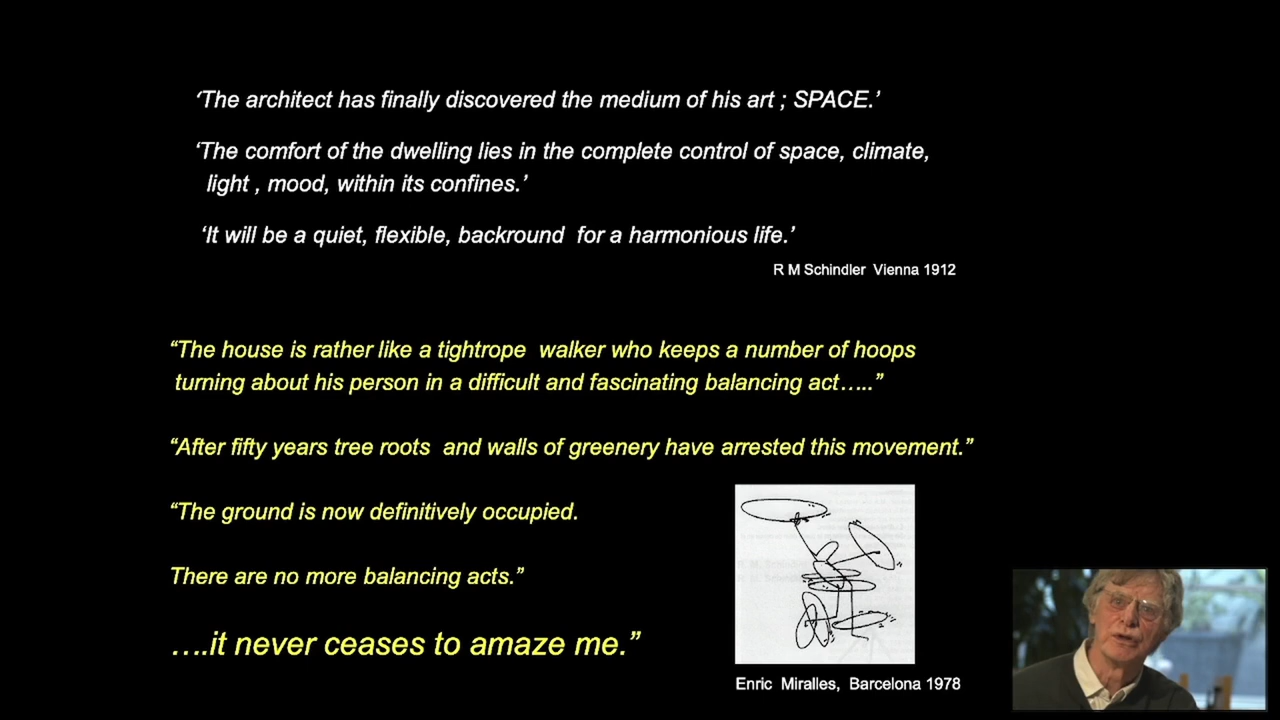 ‘The architect has finally discovered the medium of his art ; SPACE.’
‘The comfort of the dwelling lies in the complete control of space, climate,
light , mood, within its confines.’
‘It will be a quiet, flexible, backround  for a harmonious life.’
R M Schindler  Vienna 1912
“The house is rather like a tightrope  walker who keeps a number of hoops
turning about his person in a difficult and fascinating balancing act…..”
“After fifty years tree roots  and walls of greenery have arrested this movement.”
“The ground is now definitively occupied.
There are no more balancing acts.”
….it never ceases to amaze me.”
Enric  Miralles,  Barcelona 1978